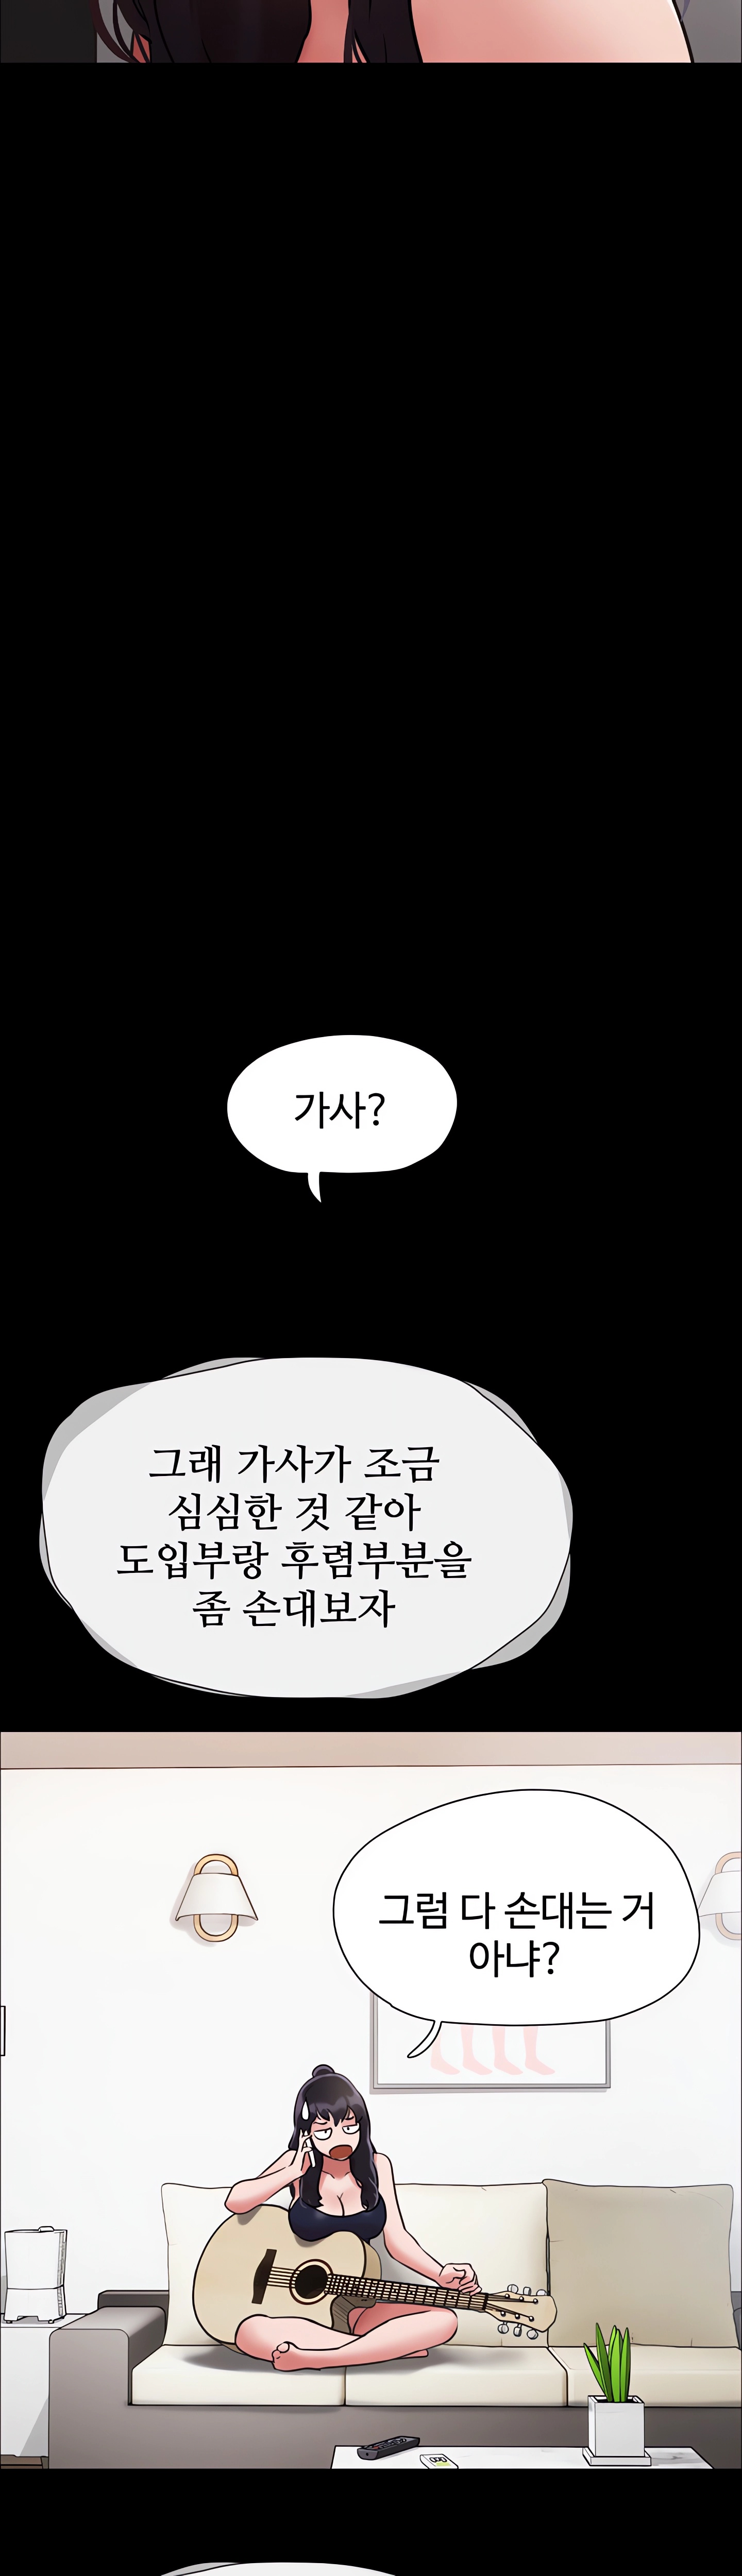 가사?
그래 가사가 조금
심심한 것 같아
도입부랑 후렴부분을
좀 손대보자
그럼 다 손대는 거
아냐?